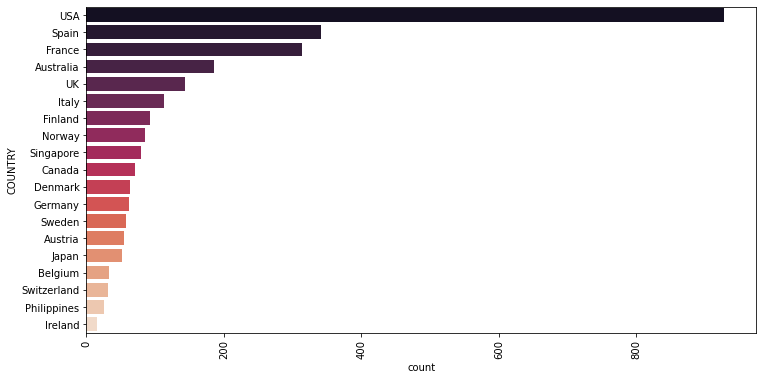 COUNTRY
USA
Spain
France
Australia
UK
Italy
Finland
Norway
Singapore
Canada
Denmark
Germany
Sweden
Austria
Japan
Belgium
Switzerland
Philippines
Ireland
0
200
400
600
800
count